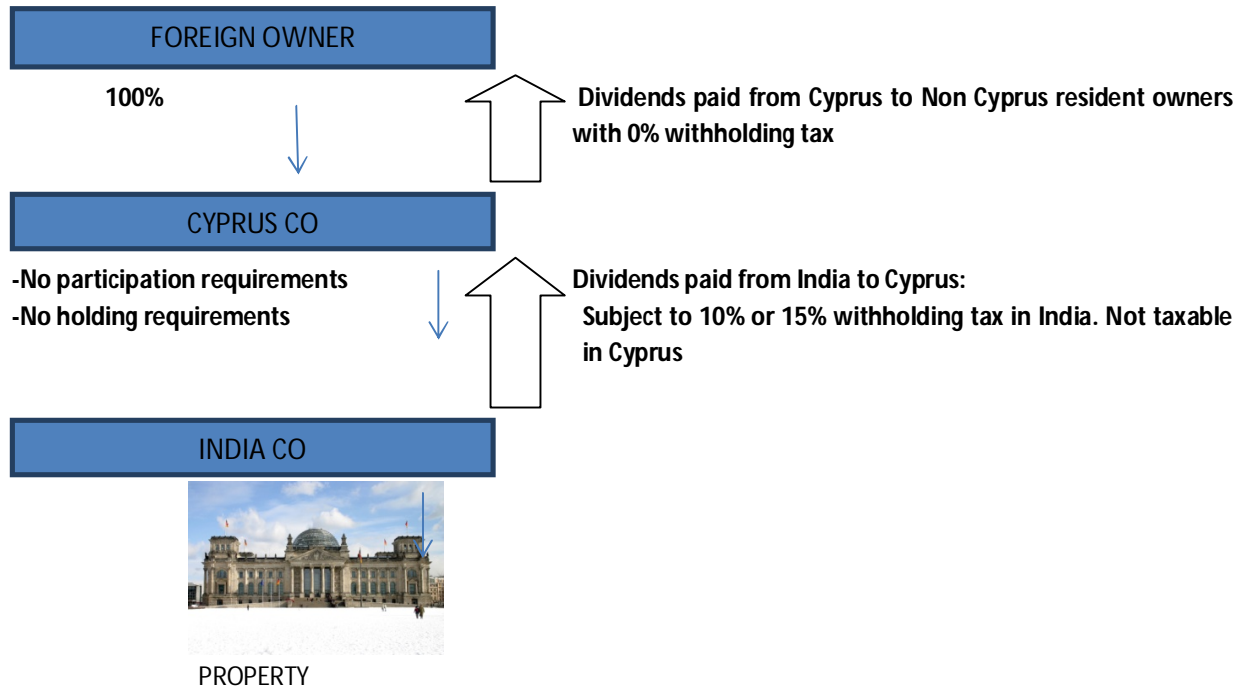 FOREIGN OWNER
100%
Dividends paid from Cyprus to Non Cyprus resident owners
with 0% withholding tax
CYPRUS CO
-No participation requirements
-No holding requirements
Dividends paid from India to Cyprus:
Subject to 10% or 15% withholding tax in India. Not taxable
in Cyprus
INDIA CO
PROPERTY